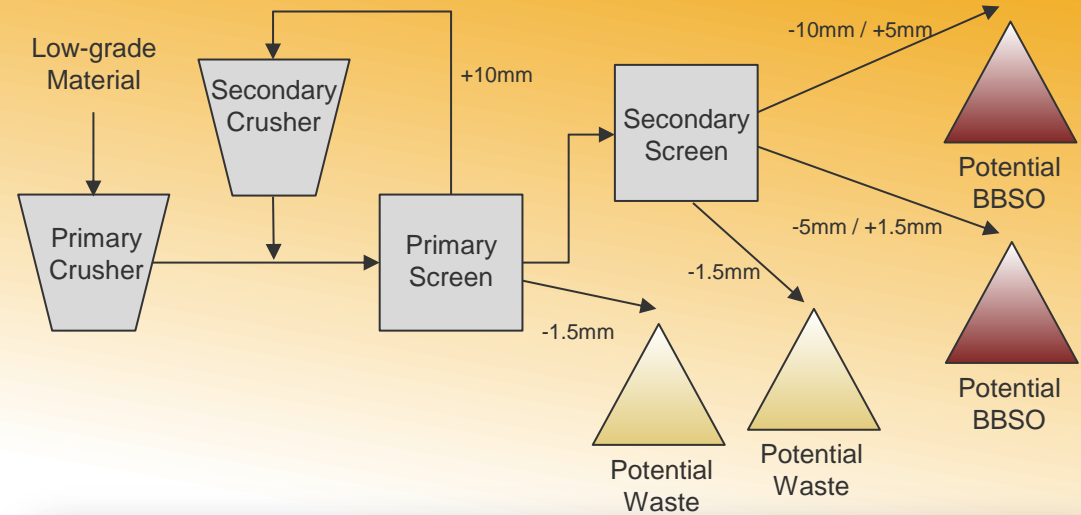 Low-grade
Material
Secondary
Crusher
+10mm
Primary
Crusher
Primary
Screen
-1.5mm
Secondary
Screen
-10mm / +5mm
-5mm / +1.5mm
-1.5mm
Potential
BBSO
Potential
BBSO
Potential
Waste
Potential
Waste